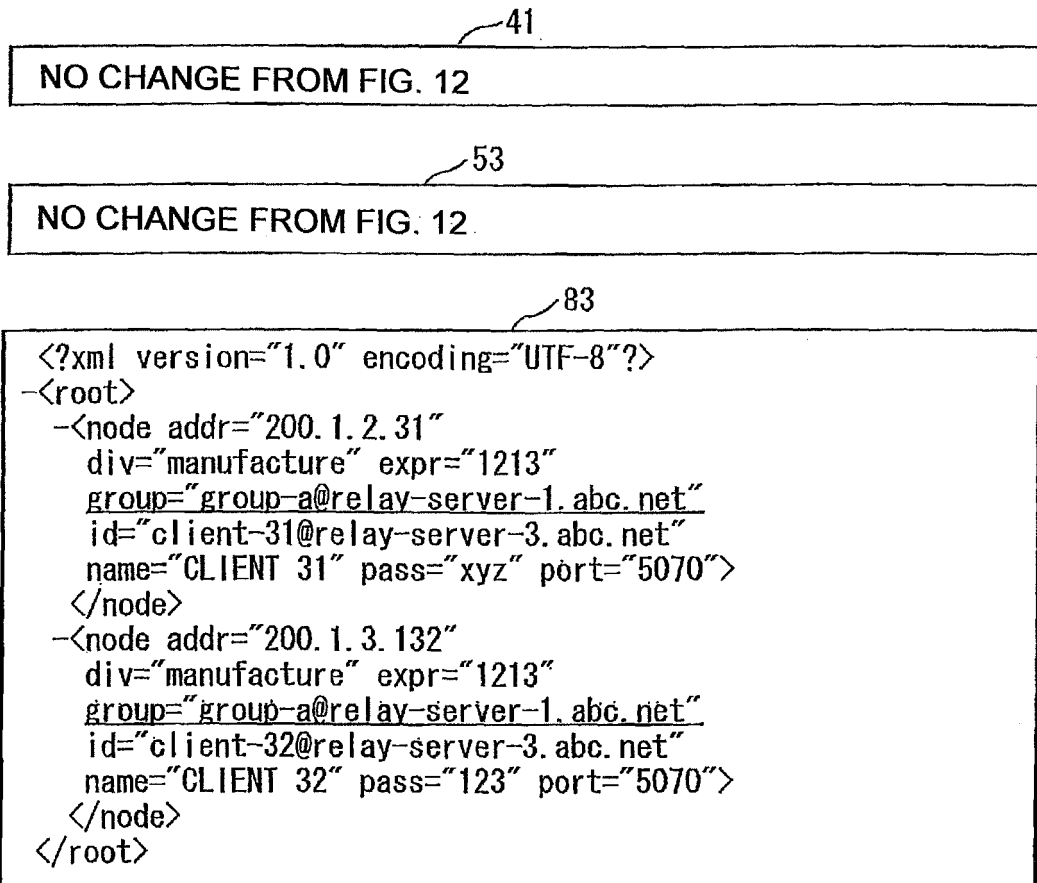 41
NO CHANGE FROM FIG. 12
53
NO CHANGE FROM FIG. 12
83
<?xml version="1.0" encoding="UTF-8"?>
-<root>
-<node addr="200.1.2.31"
div="manufacture" expr="1213"
group="group-a@relay-server-1.abc.net"
id="client-31@relay-server-3.abc.net"
name="CLIENT 31" pass="xyz" port="5070">
</node>
-<node addr="200.1.3.132"
div="manufacture" expr="1213"
group="group-a@relay-server-1.abc.net"
id="client-32@relay-server-3.abc.net"
name="CLIENT 32" pass="123" port="5070">
</node>
</root>